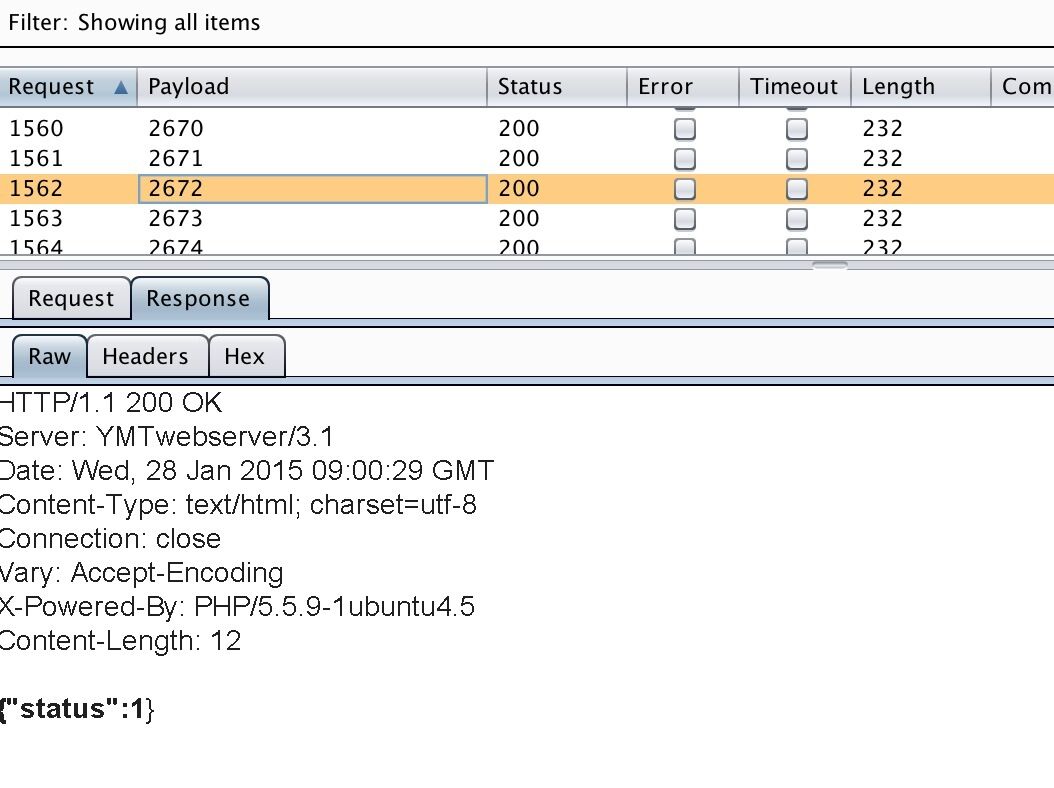 Filter: Showing all items
Request Payload Status Error Timeout Length Com
1560 2670 200 232
1561 2671 200 232
1562 2672 200 232
1563 2673 200 232
1564 2674 200 232
Request Response
Raw Headers Hex
HTTP/1.1 200 OK
Server: YMTwebserver/3.1
Date: Wed, 28 Jan 2015 09:00:29 GMT
Content-Type: text/html; charset=utf-8
Connection: close
Vary: Accept-Encoding
X-Powered-By: PHP/5.5.9-1ubuntu4.5
Content-Length: 12
{"status":1}